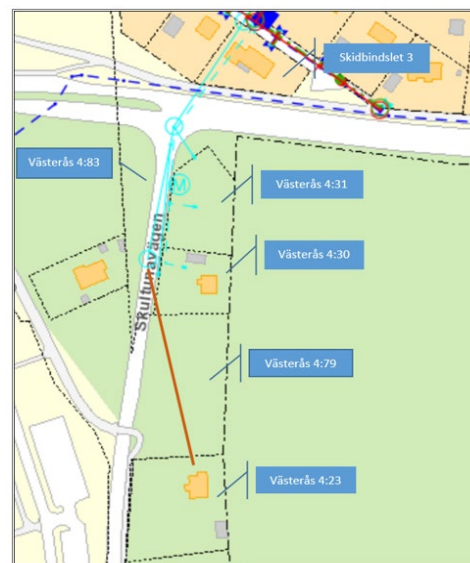 Skidbindslet 3
Västerås 4:83
M
Västerås 4:31
Västerås 4:30
Skultunavägen
Västerås 4:79
Västerås 4:23